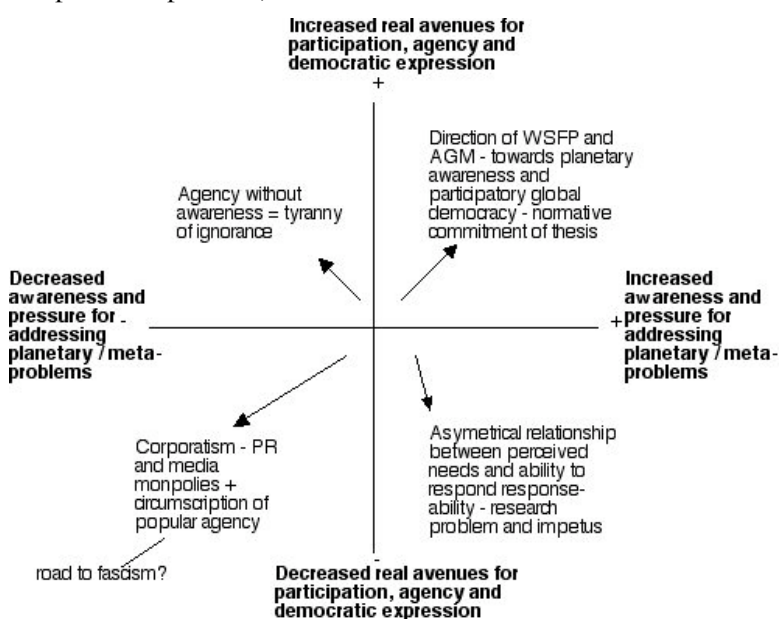 Increased real avenues for
participation, agency and
democratic expression
+
Direction of WSFP and
AGM - towards planetary
awareness and
participatory global
democracy - normative
commitment of thesis
Agency without
awareness = tyranny
of ignorance
Decreased
awareness and
pressure for -
addressing
planetary / meta-
problems
+
Increased
awareness and
pressure for
addressing
planetary / meta-
problems
Corporatism - PR
and media
monpolies +
circumscription of
popular agency
road to fascism?
Asymetrical relationship
between perceived
needs and ability to
respond response-
ability - research
problem and impetus
-
Decreased real avenues for
participation, agency and
democratic expression